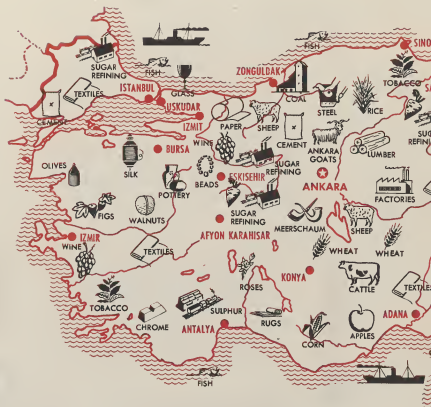 FISH
SINO
SUGAR
REFINING
FISH
ZONGULDAK
TOBACCO
GLASS
TEXTILES
ISTANBUL
USKUDAR
COAL
STEEL
RICE
CEMENT
IZMIT
PAPER
SHEEP
CEMENT
ANKARA
GOATS
LUMBER
WINE
BURSA
SUGAR
REFINING
OLIVES
SILK
BEADS
ESKISEHIR
ANKARA
POTTERY
FACTORIES
FIGS
WALNUTS
SUGAR
REFINING
MEERSCHAUM
SHEEP
IZMIR
WINE
AFYON KARAHISAR
TEXTILES
WHEAT
WHEAT
KONYA
ROSES
CATTLE
TEXTILE
TOBACCO
SULPHUR
CHROME
ANTALYA
RUGS
CORN
APPLES
ADANA
FISH